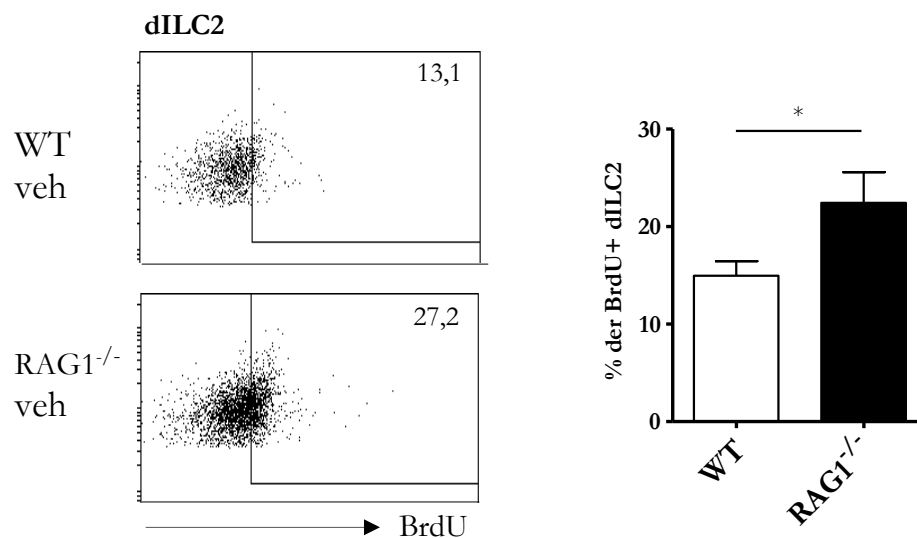 dILC2
WT
veh
13,1
RAG1-/-
veh
27,2
BrdU
% der BrdU+ dILC2
30
20
10
0
*
WT
RAG1-/-